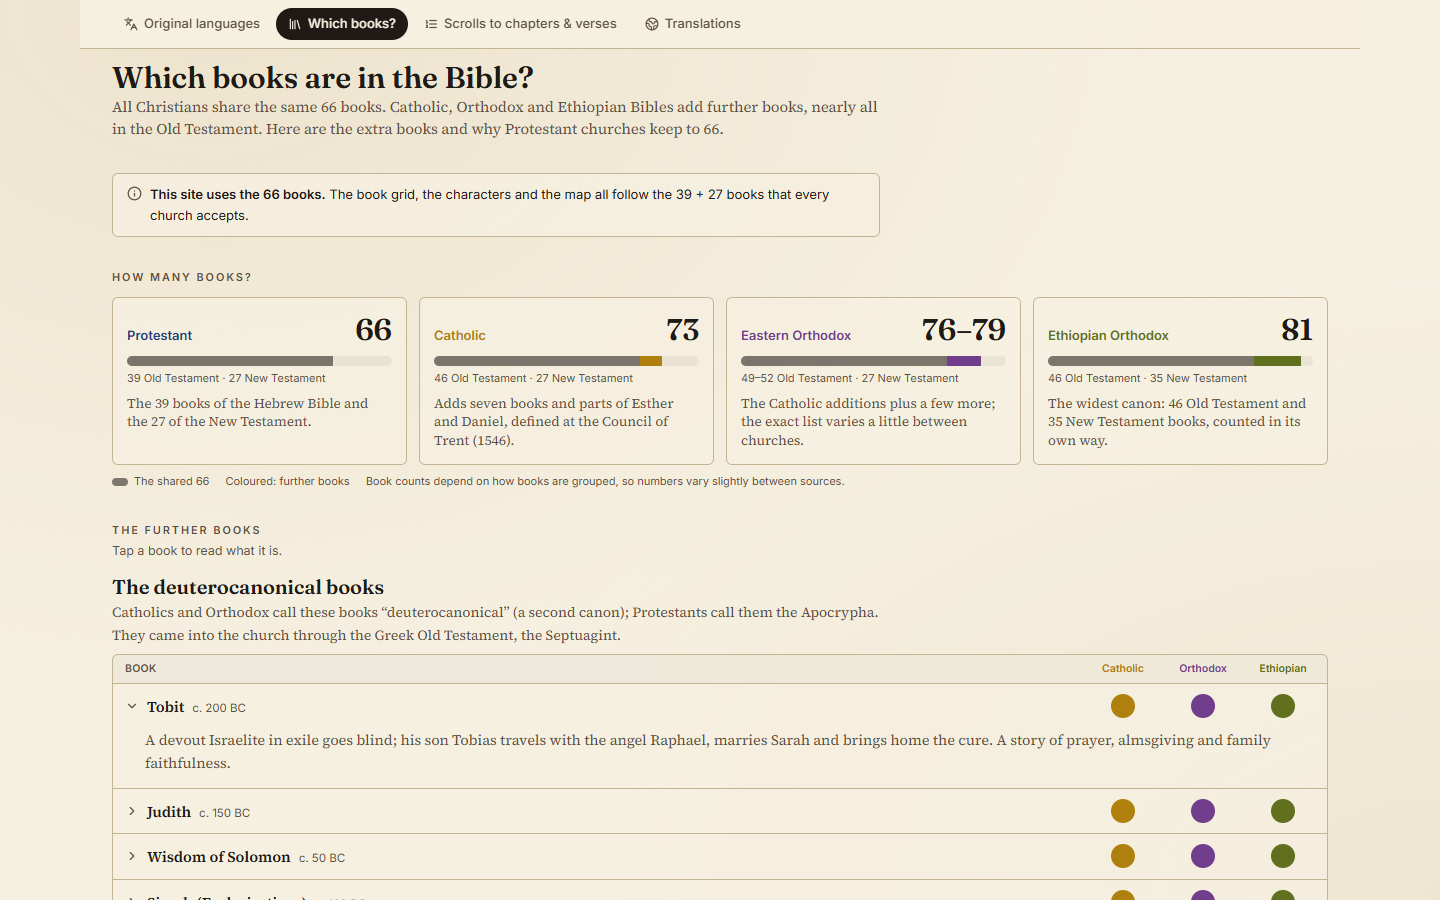 Original languages
Which books?
Scrolls to chapters & verses
Translations
Which books are in the Bible?
All Christians share the same 66 books. Catholic, Orthodox and Ethiopian Bibles add further books, nearly all
in the Old Testament. Here are the extra books and why Protestant churches keep to 66.
This site uses the 66 books. The book grid, the characters and the map all follow the 39 + 27 books that every
church accepts.
HOW MANY BOOKS?
Protestant 66
39 Old Testament · 27 New Testament
The 39 books of the Hebrew Bible and
the 27 of the New Testament.
Catholic 73
46 Old Testament · 27 New Testament
Adds seven books and parts of Esther
and Daniel, defined at the Council of
Trent (1546).
Eastern Orthodox 76–79
49–52 Old Testament · 27 New Testament
The Catholic additions plus a few more;
the exact list varies a little between
churches.
Ethiopian Orthodox 81
46 Old Testament · 35 New Testament
The widest canon: 46 Old Testament and
35 New Testament books, counted in its
own way.
The shared 66 Coloured: further books Book counts depend on how books are grouped, so numbers vary slightly between sources.
THE FURTHER BOOKS
Tap a book to read what it is.
The deuterocanonical books
Catholics and Orthodox call these books “deuterocanonical” (a second canon); Protestants call them the Apocrypha.
They came into the church through the Greek Old Testament, the Septuagint.
BOOK Catholic Orthodox Ethiopian
Tobit c. 200 BC
A devout Israelite in exile goes blind; his son Tobias travels with the angel Raphael, marries Sarah and brings home the cure. A story of prayer, almsgiving and family
faithfulness.
Judith c. 150 BC
Wisdom of Solomon c. 50 BC